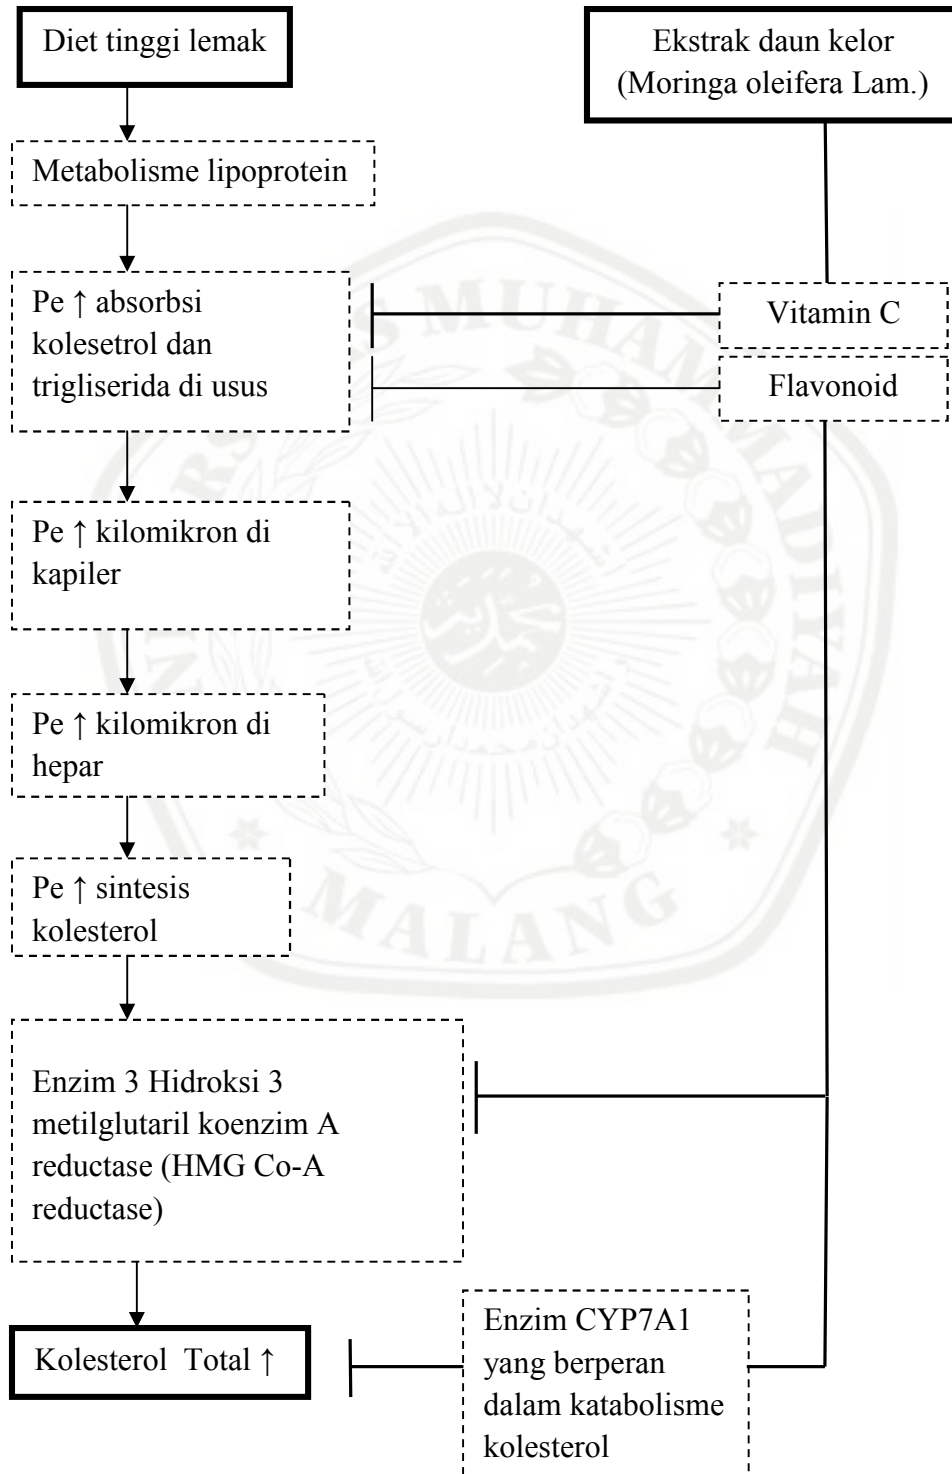 Diet tinggi lemak
Ekstrak daun kelor
(Moringa oleifera Lam.)
Metabolisme lipoprotein
Pe ↑ absorbsi
kolesetrol dan
trigliserida di usus
Vitamin C
Flavonoid
Pe ↑ kilomikron di
kapiler
Pe ↑ kilomikron di
hepar
Pe ↑ sintesis
kolesterol
Enzim 3 Hidroksi 3
metilglutaril koenzim A
reductase (HMG Co-A
reductase)
Kolesterol Total ↑
Enzim CYP7A1
yang berperan
dalam katabolisme
kolesterol
MUHAMMADIYAH
MALANG